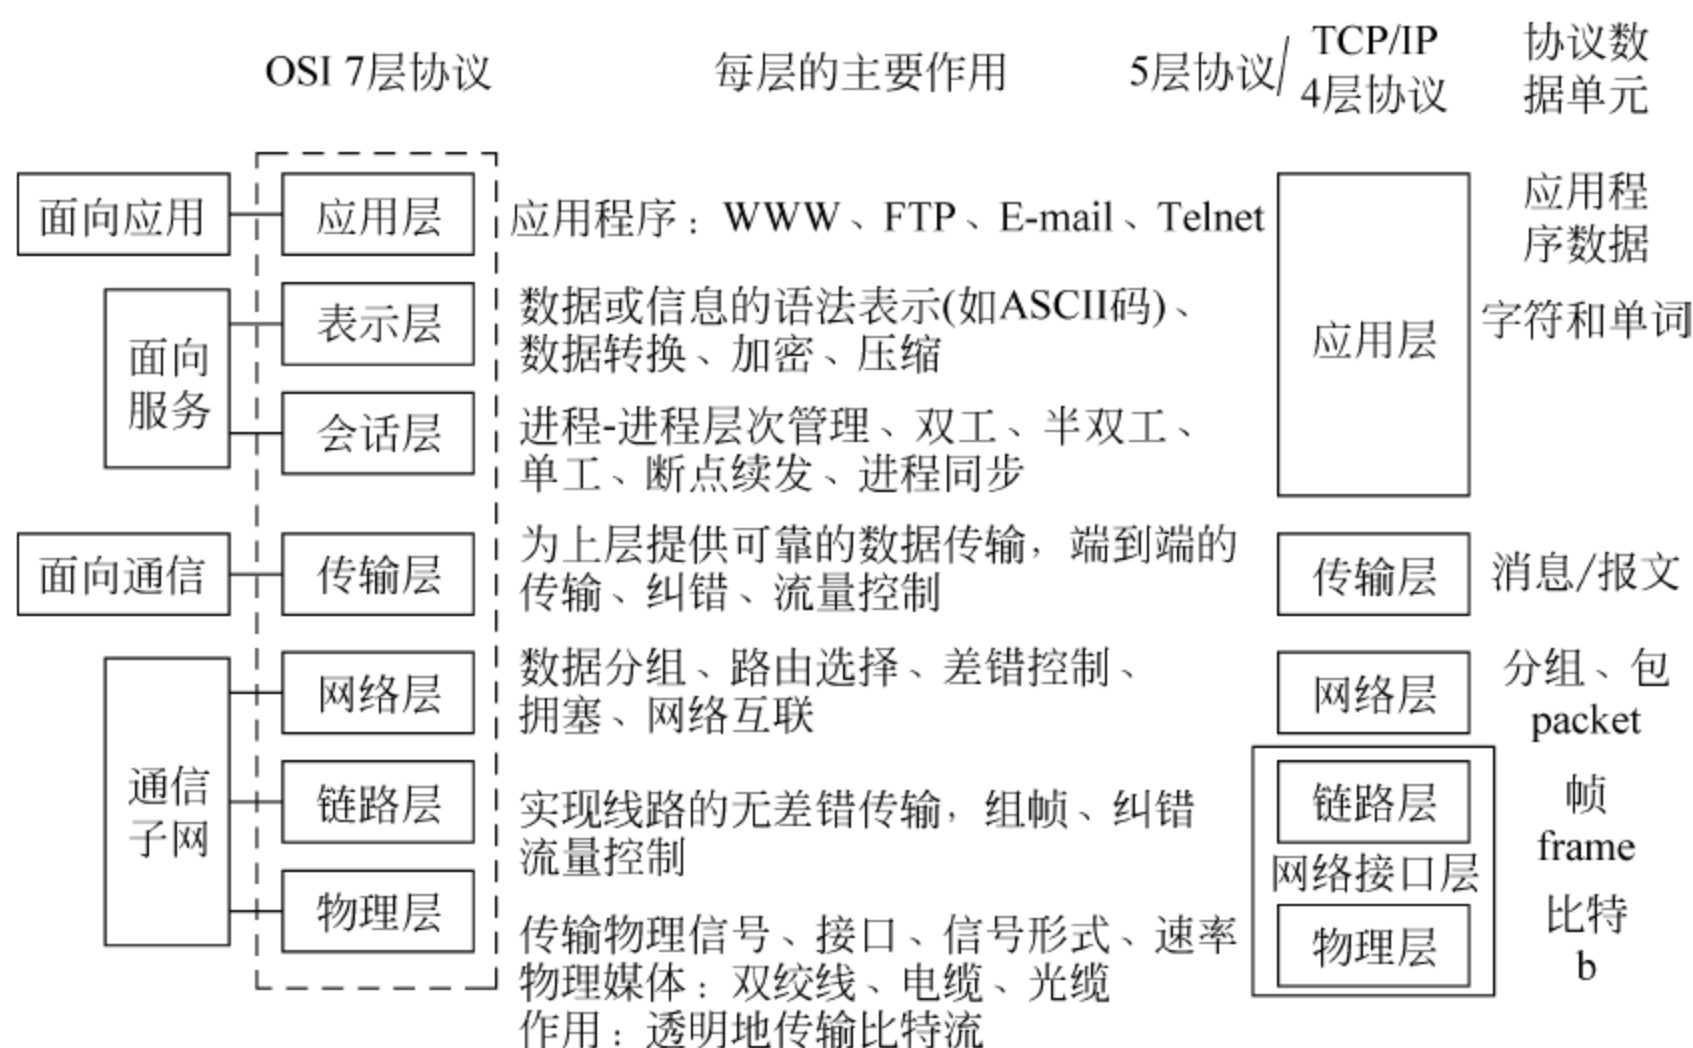 OSI 7层协议
每层的主要作用
5层协议/
TCP/IP
4层协议
协议数
据单元
面向应用
应用层
应用程序：WWW、FTP、E-mail、Telnet
应用程
序数据
面向
服务
表示层
数据或信息的语法表示(如ASCII码)、
数据转换、加密、压缩
应用层
字符和单词
会话层
进程-进程层次管理、双工、半双工、
单工、断点续发、进程同步
面向通信
传输层
为上层提供可靠的数据传输，端到端的
传输、纠错、流量控制
传输层
消息/报文
通信
子网
网络层
数据分组、路由选择、差错控制、
拥塞、网络互联
网络层
分组、包
packet
链路层
实现线路的无差错传输，组帧、纠错
流量控制
链路层
帧
frame
网络接口层
物理层
传输物理信号、接口、信号形式、速率
物理媒体：双绞线、电缆、光缆
作用：透明地传输比特流
物理层
比特
b